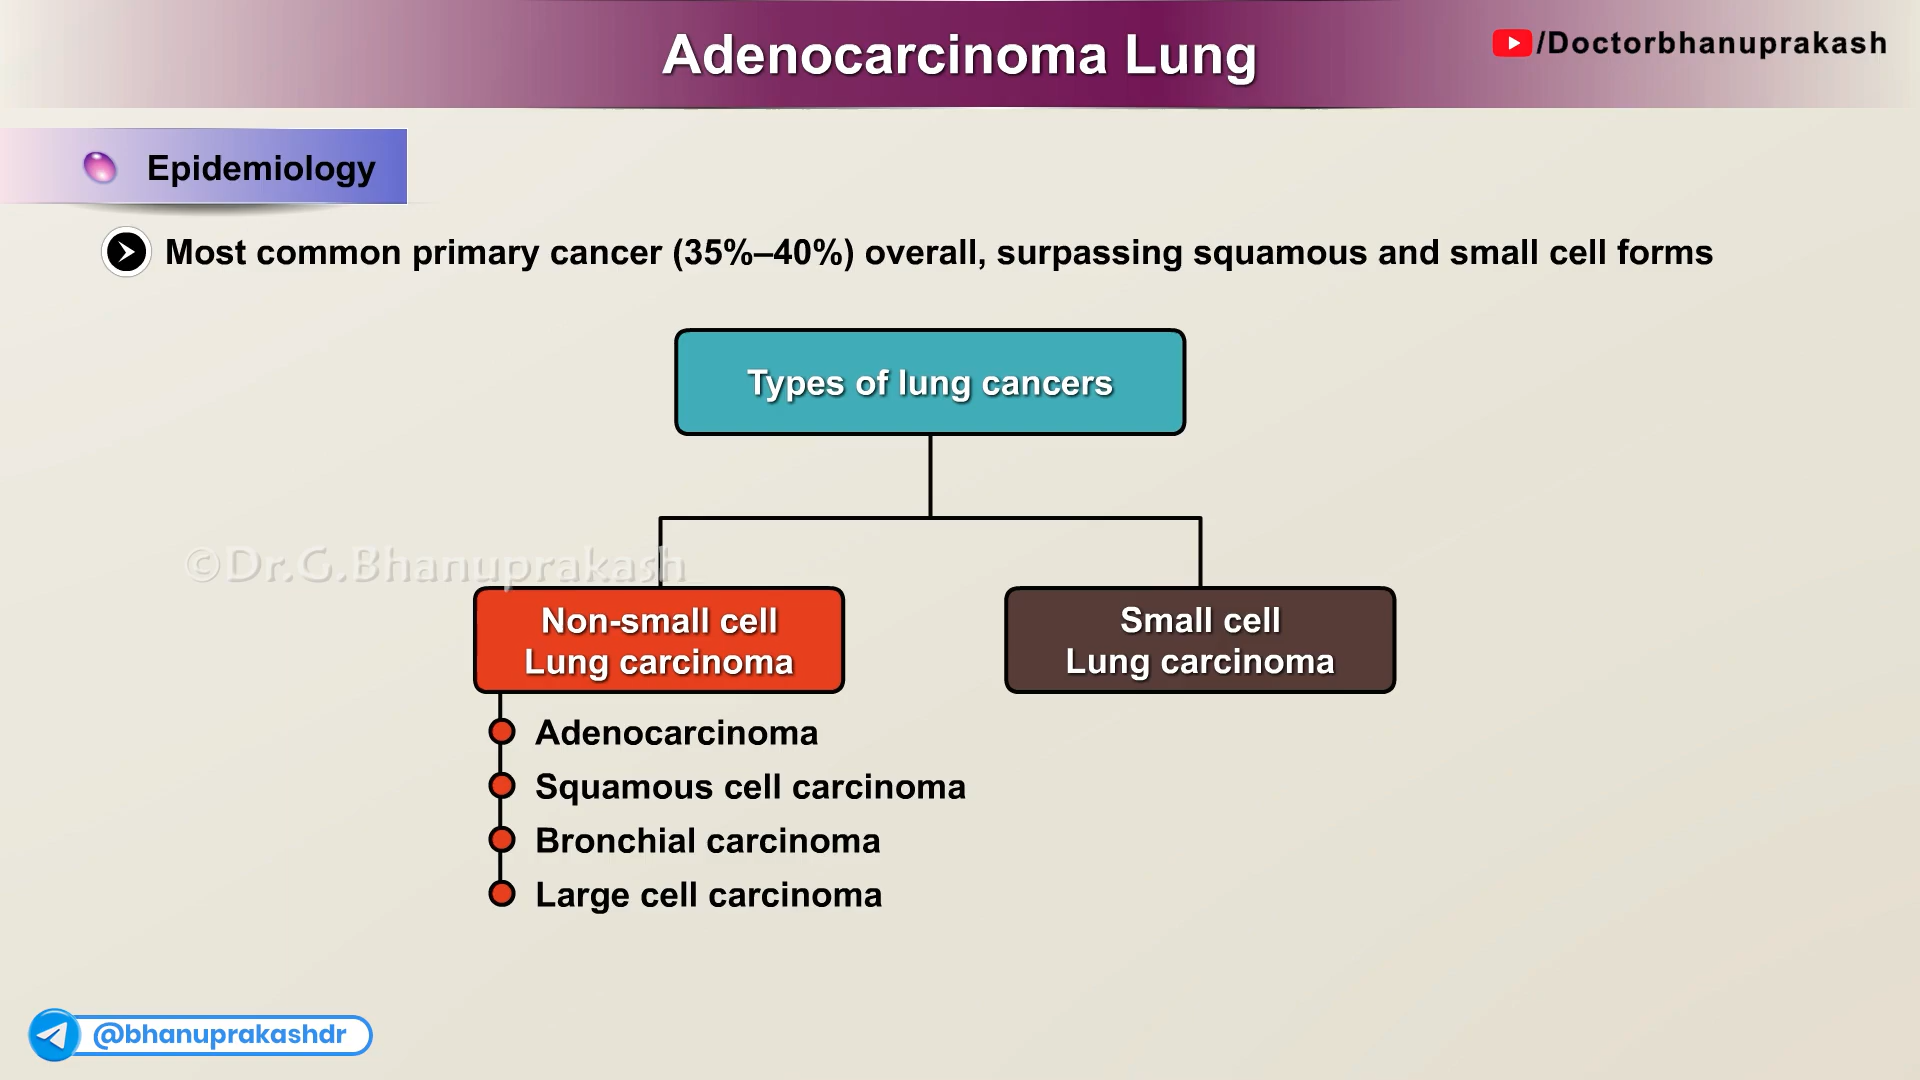 Adenocarcinoma Lung
/Doctorbhanuprakash
Epidemiology
Most common primary cancer (35%–40%) overall, surpassing squamous and small cell forms
Types of lung cancers
©Dr.G.Bhanuprakash
Non-small cell
Lung carcinoma
Small cell
Lung carcinoma
Adenocarcinoma
Squamous cell carcinoma
Bronchial carcinoma
Large cell carcinoma
@bhanuprakashdr